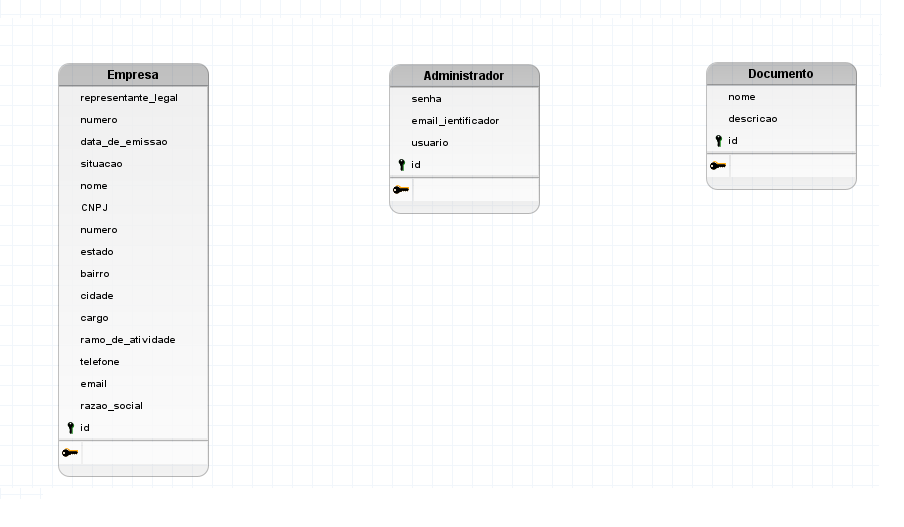 Empresa
representante_legal
numero
data_de_emissao
situacao
nome
CNPJ
numero
estado
bairro
cidade
cargo
ramo_de_atividade
telefone
email
razao_social
id
Administrador
senha
email_ientificador
usuario
id
Documento
nome
descricao
id